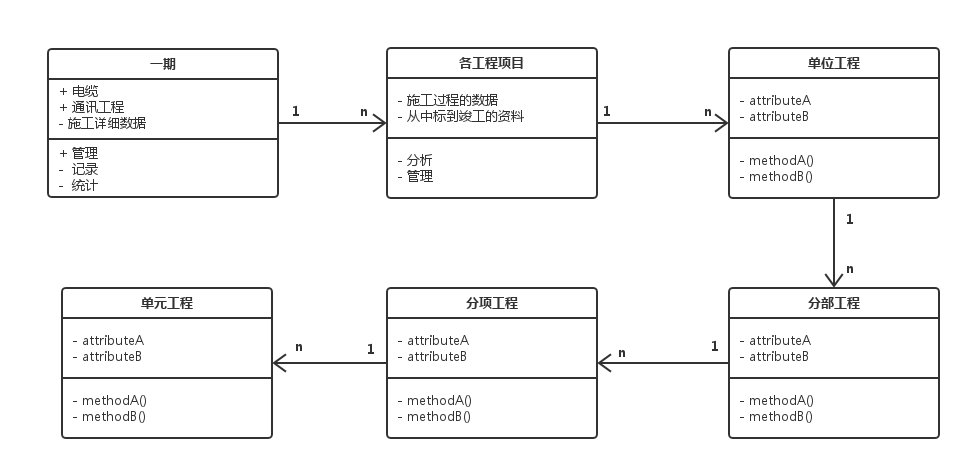 一期
+ 电缆
+ 通讯工程
- 施工详细数据
+ 管理
- 记录
- 统计
1
n
各工程项目
- 施工过程的数据
- 从中标到竣工的资料
- 分析
- 管理
1
n
单位工程
- attributeA
- attributeB
- methodA()
- methodB()
1
n
分部工程
- attributeA
- attributeB
- methodA()
- methodB()
1
n
分项工程
- attributeA
- attributeB
- methodA()
- methodB()
1
n
单元工程
- attributeA
- attributeB
- methodA()
- methodB()